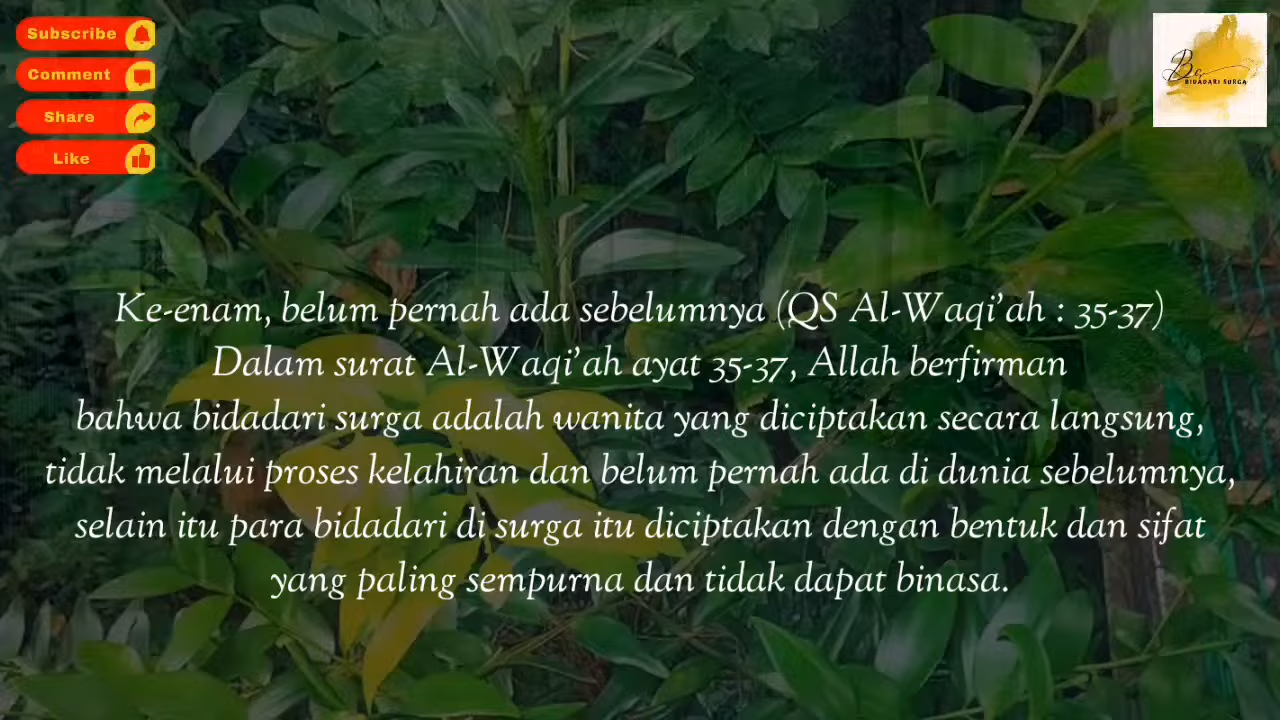 Subscribe
Comment
Share
Like
Bs
BIDADARI SURGA
Ke-enam, belum pernah ada sebelumnya (QS Al-Waqi'ah : 35-37)
Dalam surat Al-Waqi'ah ayat 35-37, Allah berfirman
bahwa bidadari surga adalah wanita yang diciptakan secara langsung,
tidak melalui proses kelahiran dan belum pernah ada di dunia sebelumnya,
selain itu para bidadari di surga itu diciptakan dengan bentuk dan sifat
yang paling sempurna dan tidak dapat binasa.